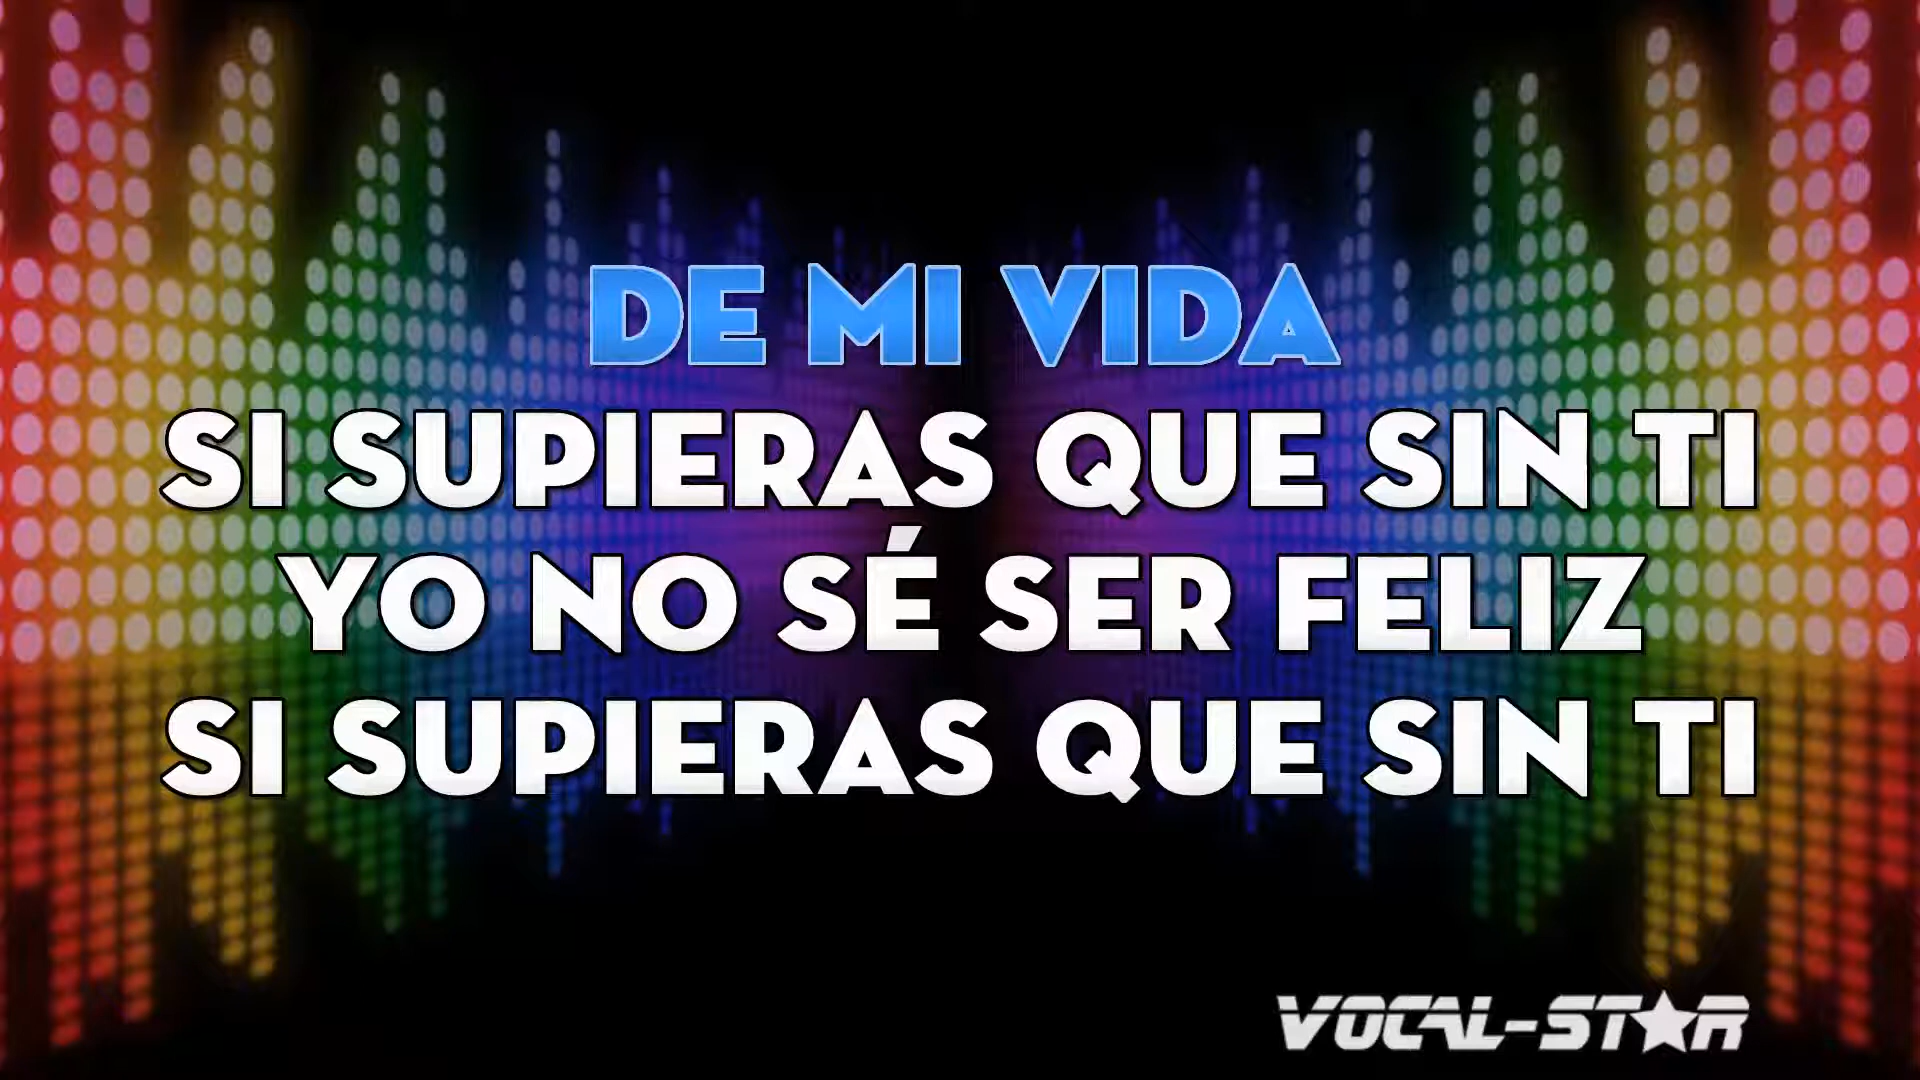 DE MI VIDA
SI SUPIERAS QUE SIN TI
YO NO SÉ SER FELIZ
SI SUPIERAS QUE SIN TI
VOCAL-STAR